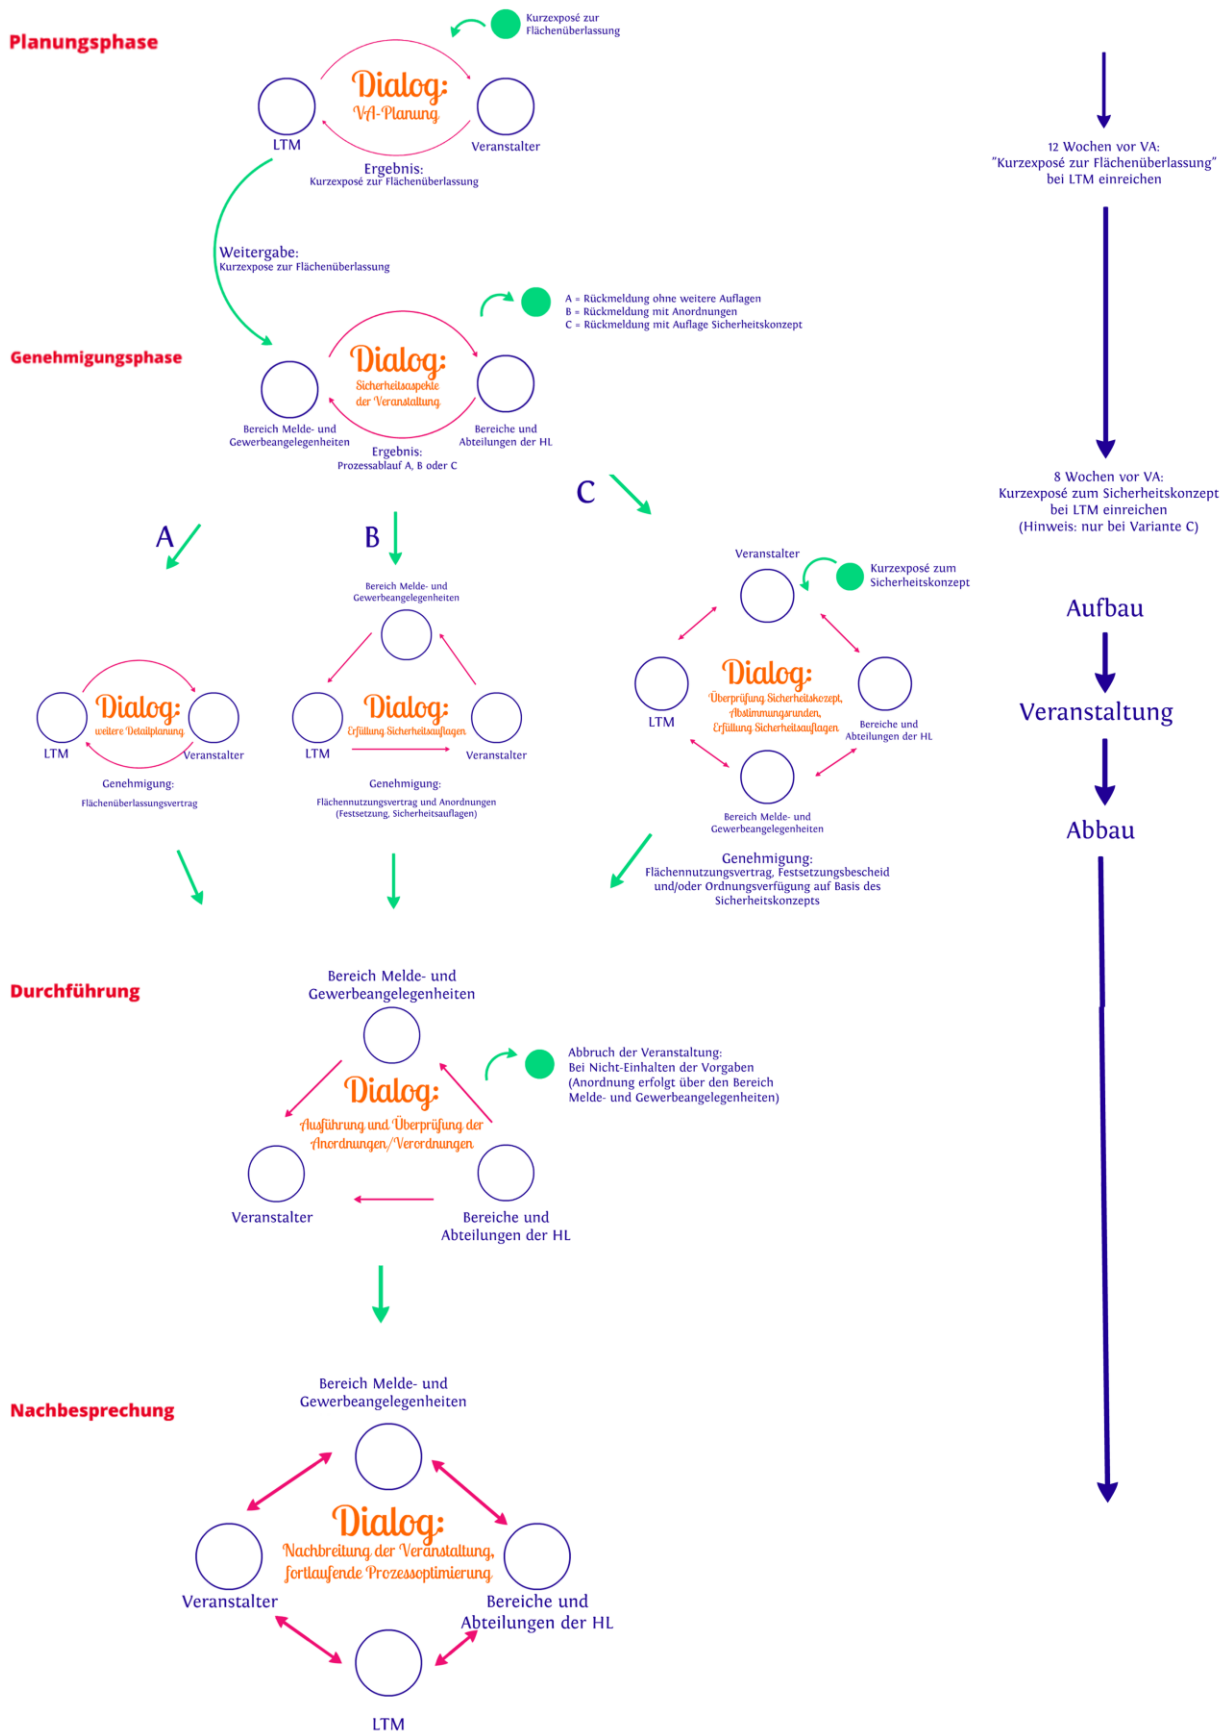 Planungsphase
Kurzexposé zur
Flächenüberlassung
Dialog:
VA-Planung
LTM
Veranstalter
Ergebnis:
Kurzexposé zur Flächenüberlassung
12 Wochen vor VA:
"Kurzexposé zur Flächenüberlassung"
bei LTM einreichen
Weitergabe:
Kurzexpose zur Flächenüberlassung
A = Rückmeldung ohne weitere Auflagen
B = Rückmeldung mit Anordnungen
C = Rückmeldung mit Auflage Sicherheitskonzept
Genehmigungsphase
Dialog:
Sicherheitsaspekte
der Veranstaltung
Bereich Melde- und
Gewerbeangelegenheiten
Bereiche und
Abteilungen der HL
Ergebnis:
Prozessablauf A, B oder C
8 Wochen vor VA:
Kurzexposé zum Sicherheitskonzept
bei LTM einreichen
(Hinweis: nur bei Variante C)
A
B
C
Dialog:
weitere Detailplanung
LTM
Veranstalter
Genehmigung:
Flächenüberlassungsvertrag
Bereich Melde- und
Gewerbeangelegenheiten
Dialog:
Erfüllung Sicherheitsauflagen
LTM
Veranstalter
Genehmigung:
Flächennutzungsvertrag und Anordnungen
(Festsetzung, Sicherheitsauflagen)
Veranstalter
Kurzexposé zum
Sicherheitskonzept
Dialog:
Überprüfung Sicherheitskozept,
Abstimmungsrunden,
Erfüllung Sicherheitsauflagen
LTM
Bereiche und
Abteilungen der HL
Bereich Melde- und
Gewerbeangelegenheiten
Genehmigung:
Flächennutzungsvertrag, Festsetzungsbescheid
und/oder Ordnungsverfügung auf Basis des
Sicherheitskonzepts
Aufbau
Veranstaltung
Abbau
Durchführung
Bereich Melde- und
Gewerbeangelegenheiten
Dialog:
Ausführung und Überprüfung der
Anordnungen/Verordnungen
Abbruch der Veranstaltung:
Bei Nicht-Einhalten der Vorgaben
(Anordnung erfolgt über den Bereich
Melde- und Gewerbeangelegenheiten)
Veranstalter
Bereiche und
Abteilungen der HL
Nachbesprechung
Bereich Melde- und
Gewerbeangelegenheiten
Dialog:
Nachbreitung der Veranstaltung,
fortlaufende Prozessoptimierung
Veranstalter
Bereiche und
Abteilungen der HL
LTM